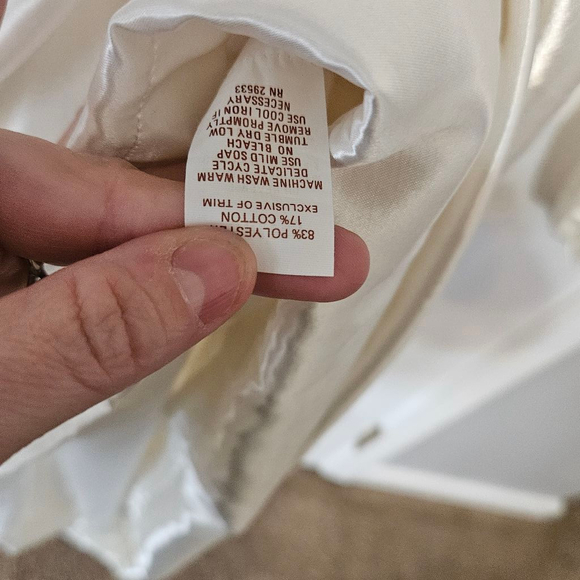 83% POLYESTER
17% COTTON
EXCLUSIVE OF TRIM
MACHINE WASH WARM
DELICATE CYCLE
USE MILD SOAP
NO BLEACH
TUMBLE DRY LOW
REMOVE PROMPTLY
USE COOL IRON IF
NECESSARY
RN 29533